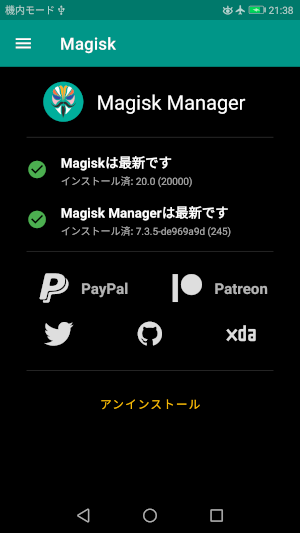 機内モード 21:38
Magisk
Magisk Manager
Magiskは最新です
インストール済: 20.0 (20000)
Magisk Managerは最新です
インストール済: 7.3.5-de969a9d (245)
PayPal Patreon
xda
アンインストール